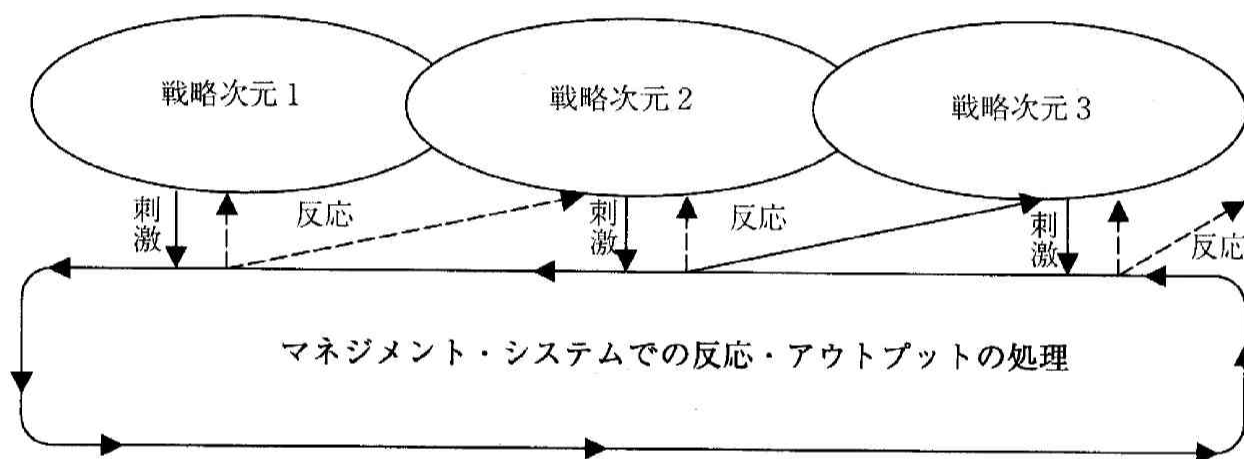 戦略次元1
戦略次元2
戦略次元3
刺激
反応
刺激
反応
刺激
反応
マネジメント・システムでの反応・アウトプットの処理